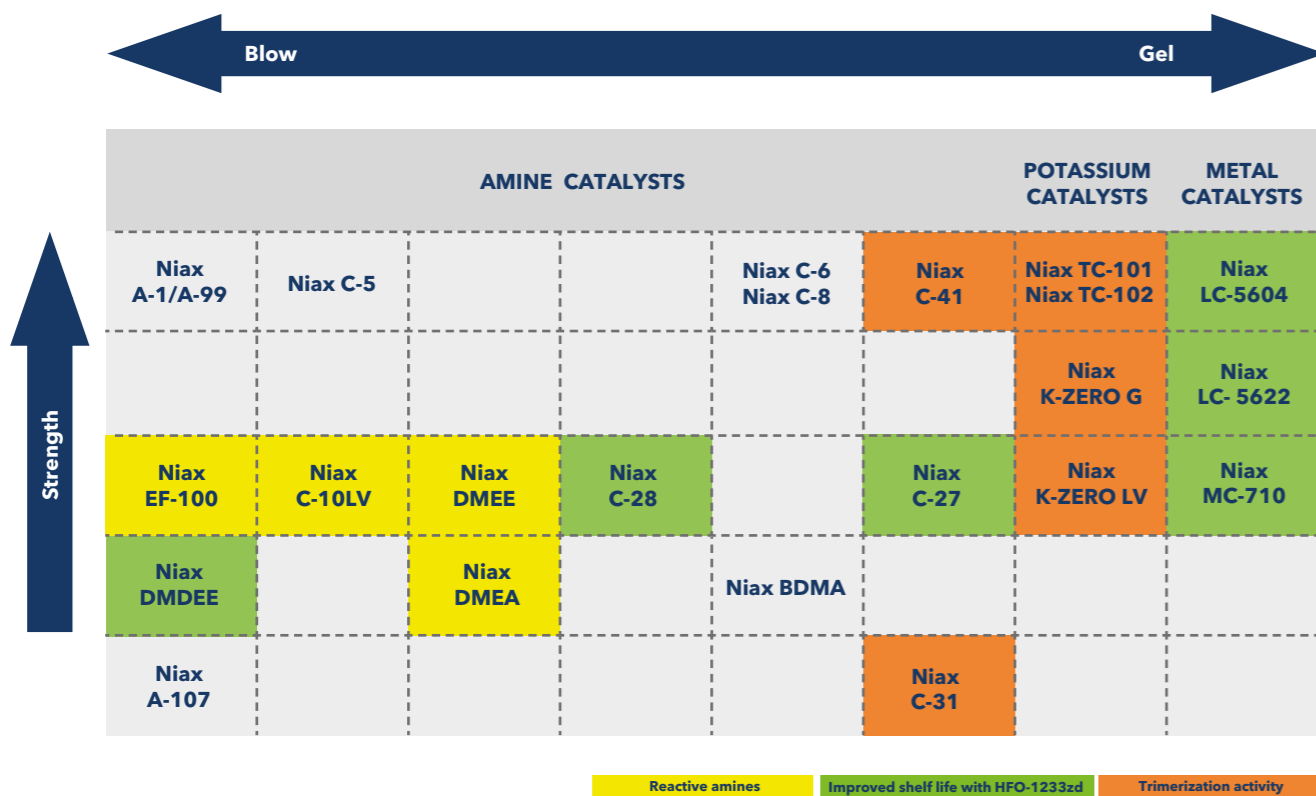 Blow
Gel
AMINE CATALYSTS
POTASSIUM
CATALYSTS
METAL
CATALYSTS
Strength
Niax
A-1/A-99
Niax C-5
Niax C-6
Niax C-8
Niax
C-41
Niax TC-101
Niax TC-102
Niax
LC-5604
Niax
K-ZERO G
Niax
LC- 5622
Niax
EF-100
Niax
C-10LV
Niax
DMEE
Niax
C-28
Niax
C-27
Niax
K-ZERO LV
Niax
MC-710
Niax
DMDEE
Niax
DMEA
Niax BDMA
Niax
A-107
Niax
C-31
Reactive amines
Improved shelf life with HFO-1233zd
Trimerization activity